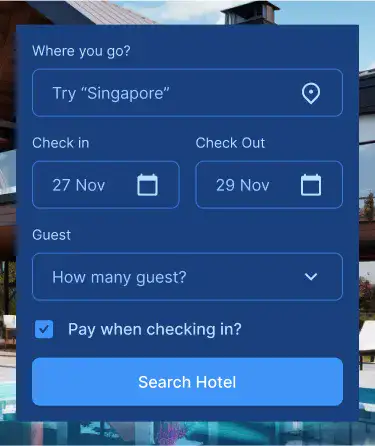 Where you go?
Try “Singapore”
Check in
Check Out
27 Nov
29 Nov
Guest
How many guest?
Pay when checking in?
Search Hotel